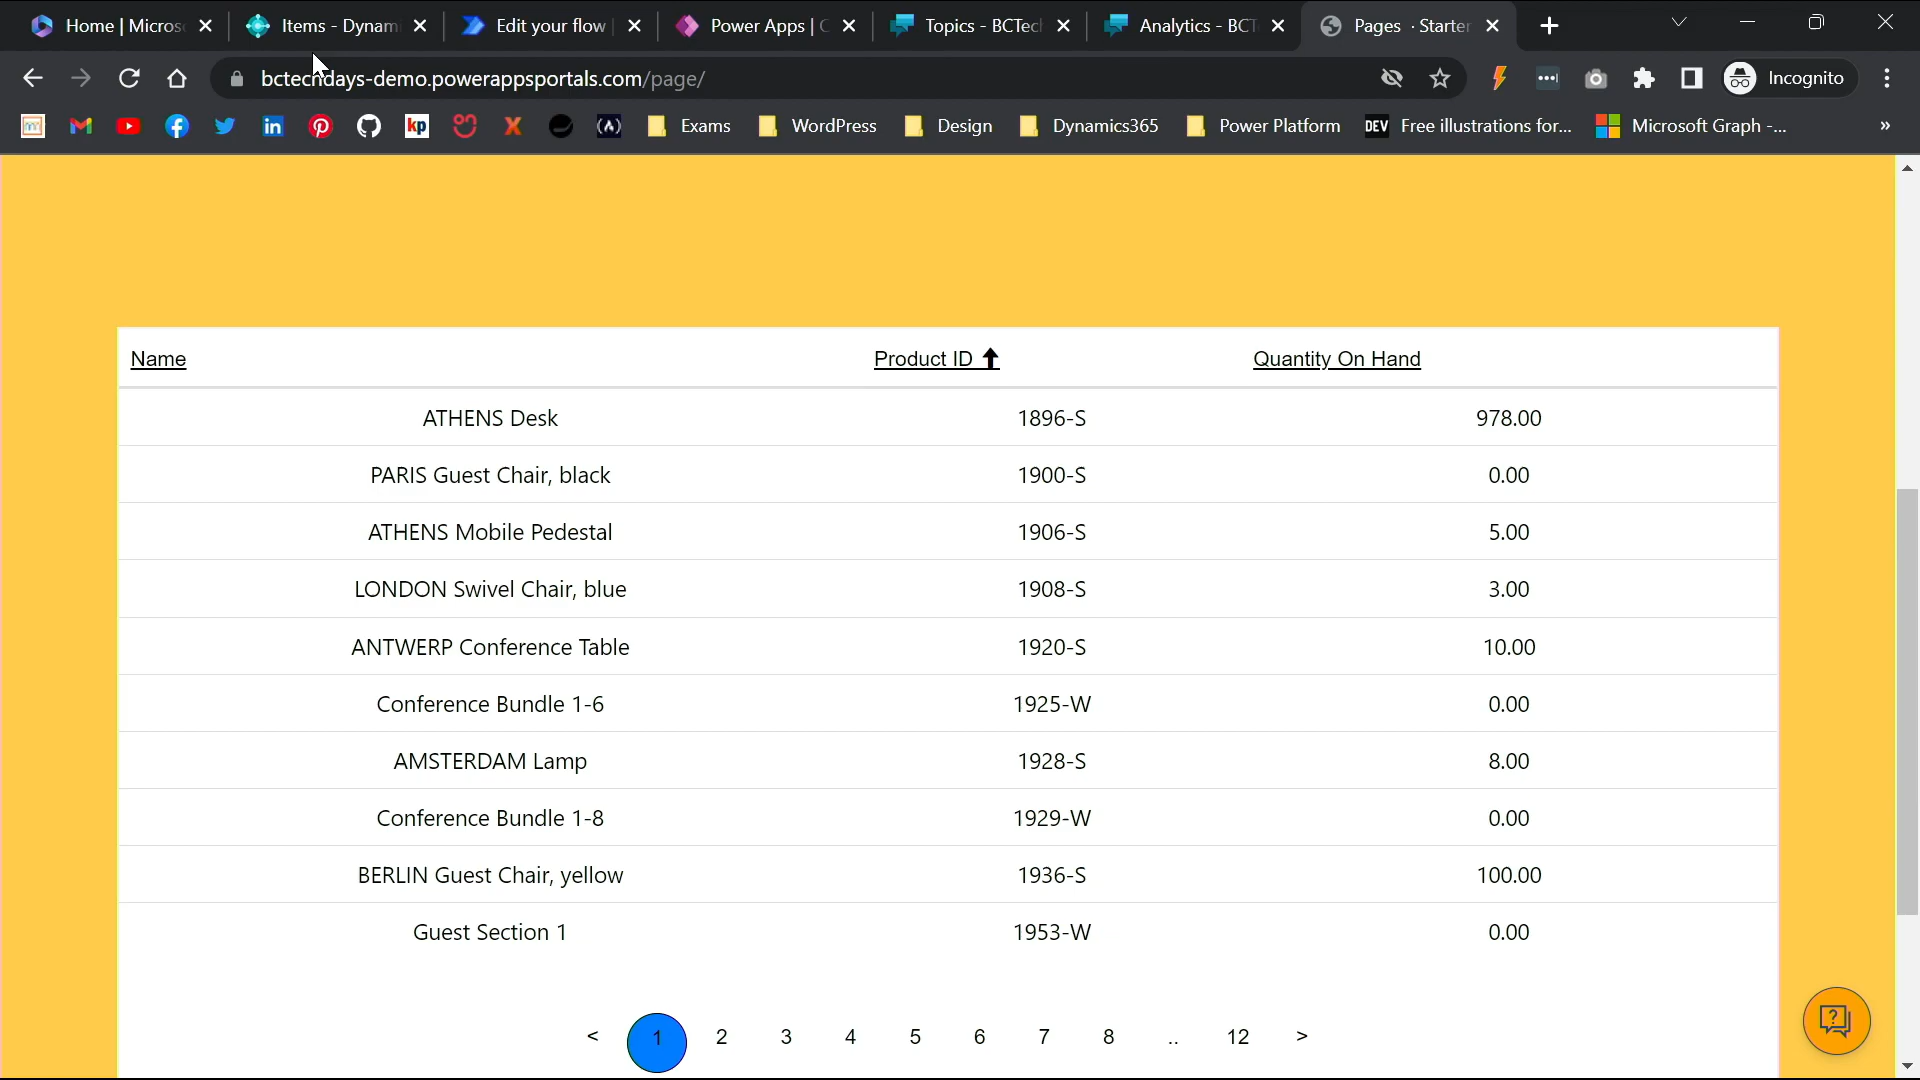 Home | Micros
Items - Dynami
Edit your flow
Power Apps | C
Topics - BCTech
Analytics - BCT
Pages · Starter
bctechdays-demo.powerappsportals.com/page/
Incognito
m
kp
X
(A)
Exams
WordPress
Design
Dynamics365
Power Platform
DEV
Free illustrations for...
Microsoft Graph -...
»
Name Product ID Quantity On Hand
ATHENS Desk 1896-S 978.00
PARIS Guest Chair, black 1900-S 0.00
ATHENS Mobile Pedestal 1906-S 5.00
LONDON Swivel Chair, blue 1908-S 3.00
ANTWERP Conference Table 1920-S 10.00
Conference Bundle 1-6 1925-W 0.00
AMSTERDAM Lamp 1928-S 8.00
Conference Bundle 1-8 1929-W 0.00
BERLIN Guest Chair, yellow 1936-S 100.00
Guest Section 1 1953-W 0.00
< 1 2 3 4 5 6 7 8 .. 12 >